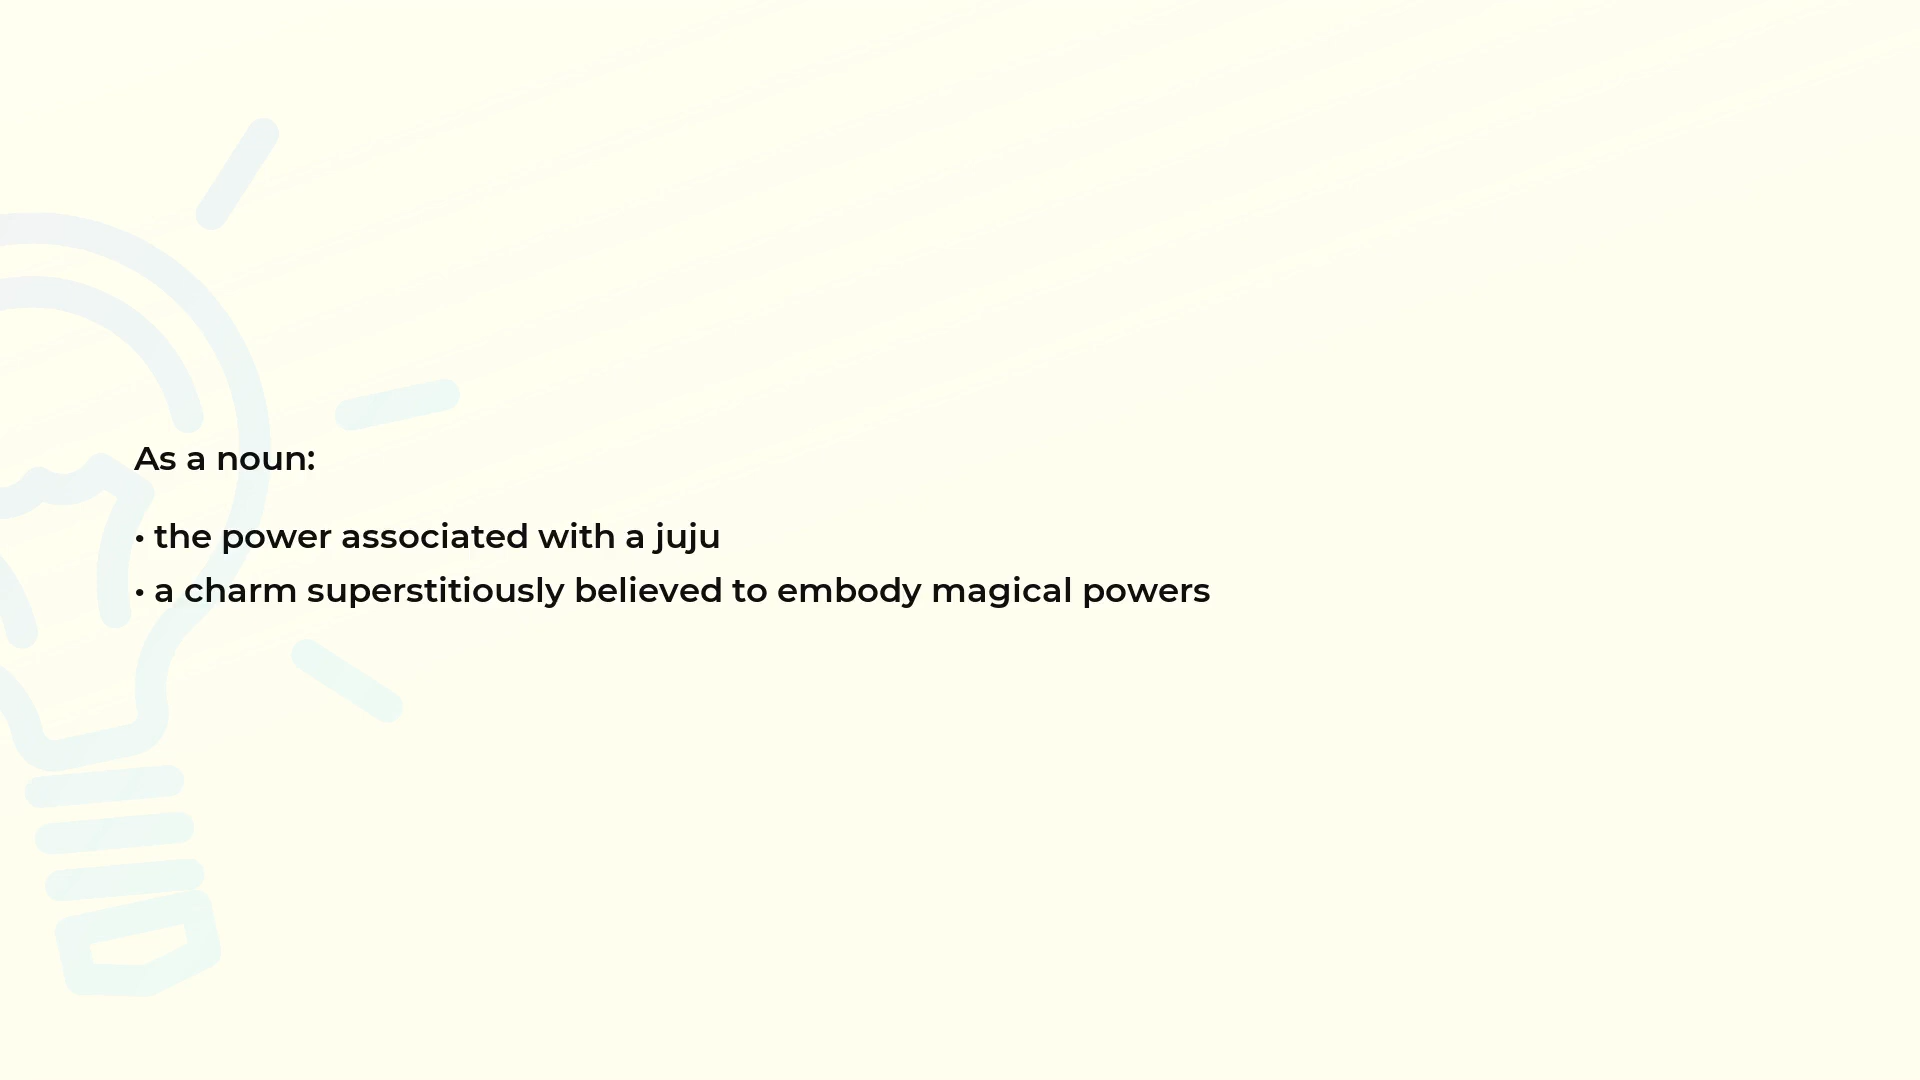 As a noun:
• the power associated with a juju
• a charm superstitiously believed to embody magical powers